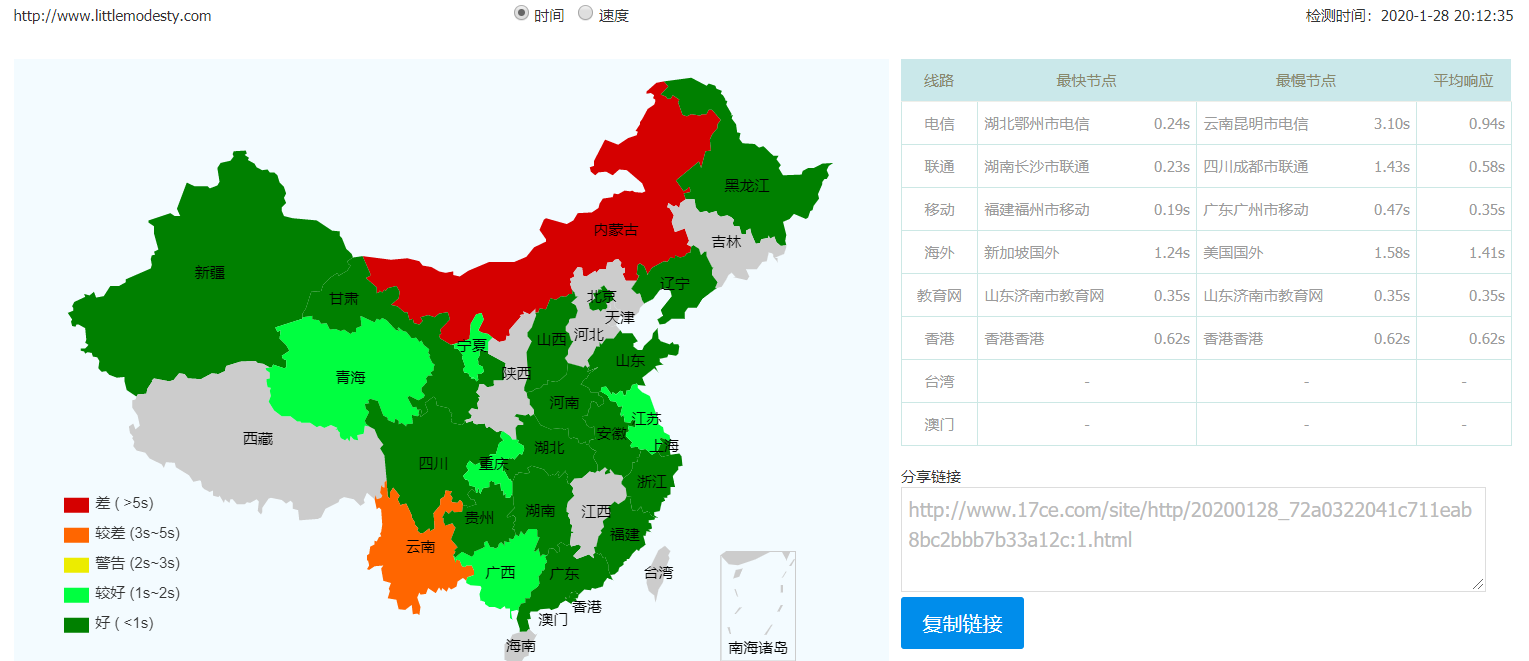 http://www.littlemodesty.com
时间 速度
检测时间：2020-1-28 20:12:35
黑龙江
内蒙古
吉林
新疆
辽宁
甘肃
北京
天津
河北
山西
宁夏
山东
陕西
青海
河南
江苏
安徽
上海
西藏
湖北
四川
重庆
浙江
湖南
江西
贵州
福建
云南
广西
广东
台湾
香港
澳门
海南
南海诸岛
差 ( >5s)
较差 (3s~5s)
警告 (2s~3s)
较好 (1s~2s)
好 ( <1s)
线路 最快节点 最慢节点 平均响应
电信 湖北鄂州市电信 0.24s 云南昆明市电信 3.10s 0.94s
联通 湖南长沙市联通 0.23s 四川成都市联通 1.43s 0.58s
移动 福建福州市移动 0.19s 广东广州市移动 0.47s 0.35s
海外 新加坡国外 1.24s 美国国外 1.58s 1.41s
教育网 山东济南市教育网 0.35s 山东济南市教育网 0.35s 0.35s
香港 香港香港 0.62s 香港香港 0.62s 0.62s
台湾 - - -
澳门 - - -
分享链接
http://www.17ce.com/site/http/20200128_72a0322041c711eab
8bc2bbb7b33a12c:1.html
复制链接